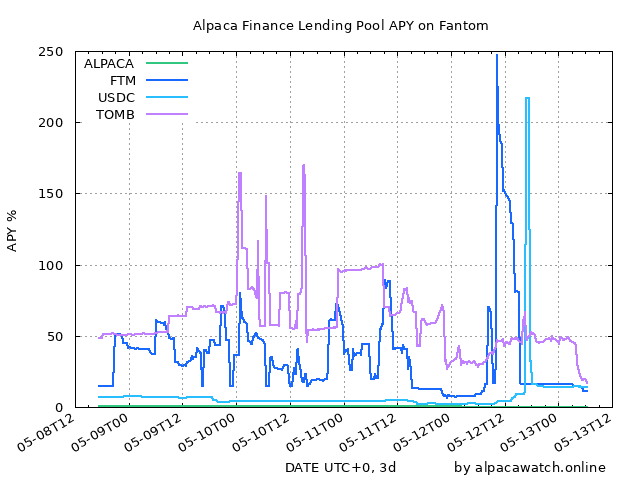 Alpaca Finance Lending Pool APY on Fantom
250
200
150
100
50
0
APY %
ALPACA
FTM
USDC
TOMB
05-08T12
05-09T00
05-09T12
05-10T00
05-10T12
05-11T00
05-11T12
05-12T00
05-12T12
05-13T00
05-13T12
DATE UTC+0, 3d
by alpacawatch.online